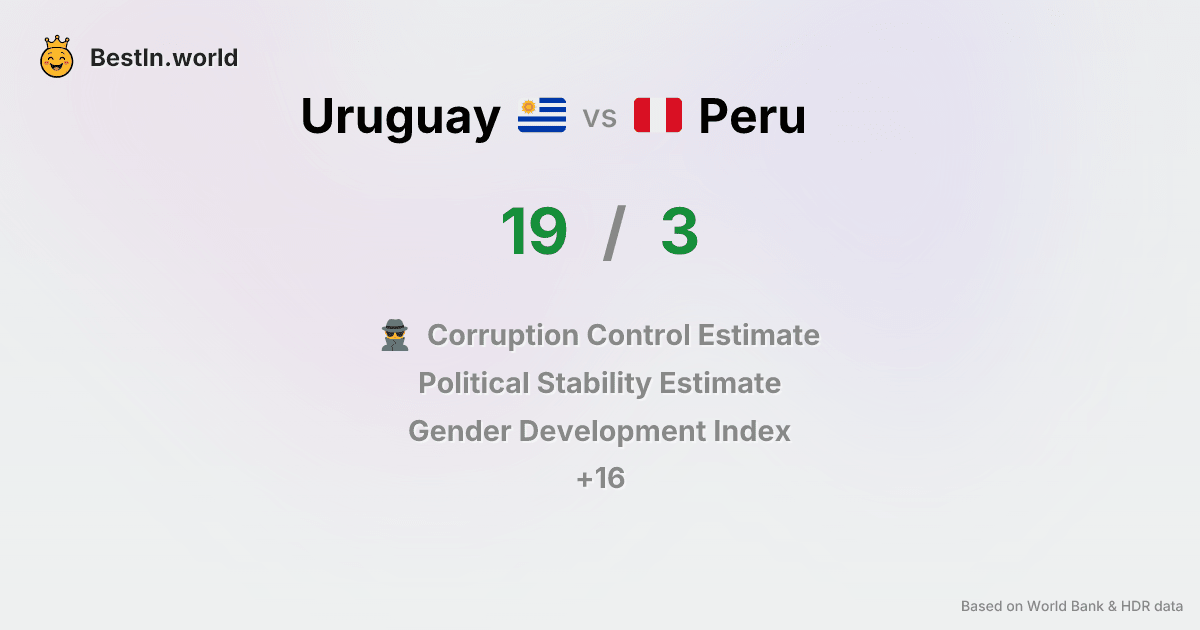 BestIn.world
Uruguay vs Peru
19 / 3
Corruption Control Estimate
Political Stability Estimate
Gender Development Index
+16
Based on World Bank & HDR data